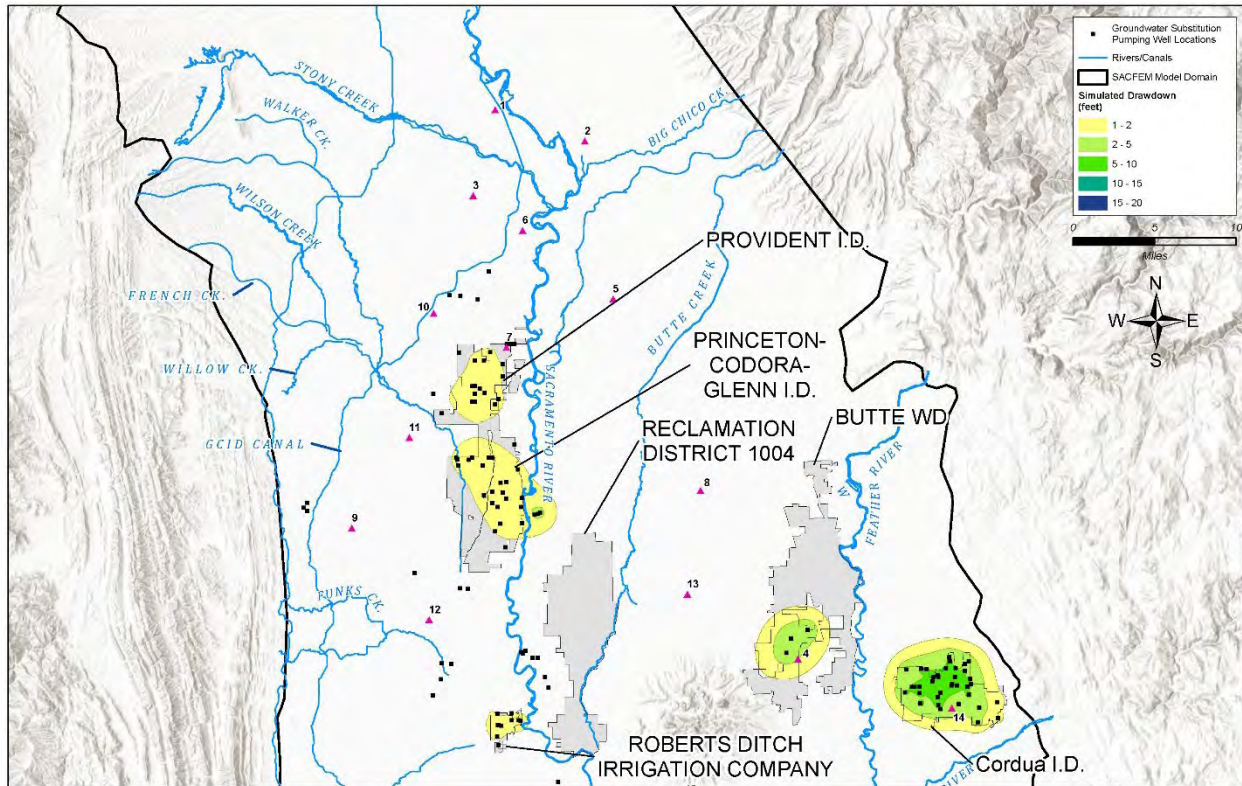 Groundwater Substitution
Pumping Well Locations
Rivers/Canals
SACFEM Model Domain
Simulated Drawdown
(feet)
1 - 2
2 - 5
5 - 10
10 - 15
15 - 20
0 5 10
Miles
N
W E
S
STONY CREEK
1
2
BIG CHICO CK.
WALKER CK.
3
WILSON CREEK
6
PROVIDENT I.D.
FRENCH CK.
5
10
BUTTE CREEK
7
PRINCETON-
CODORA-
GLENN I.D.
WILLOW CK.
SACRAMENTO RIVER
BUTTE WD
GCID CANAL
11
RECLAMATION
DISTRICT 1004
8
W
FEATHER RIVER
9
FUNKS CK.
13
12
4
14
ROBERTS DITCH
IRRIGATION COMPANY
Cordua I.D.
RIVER